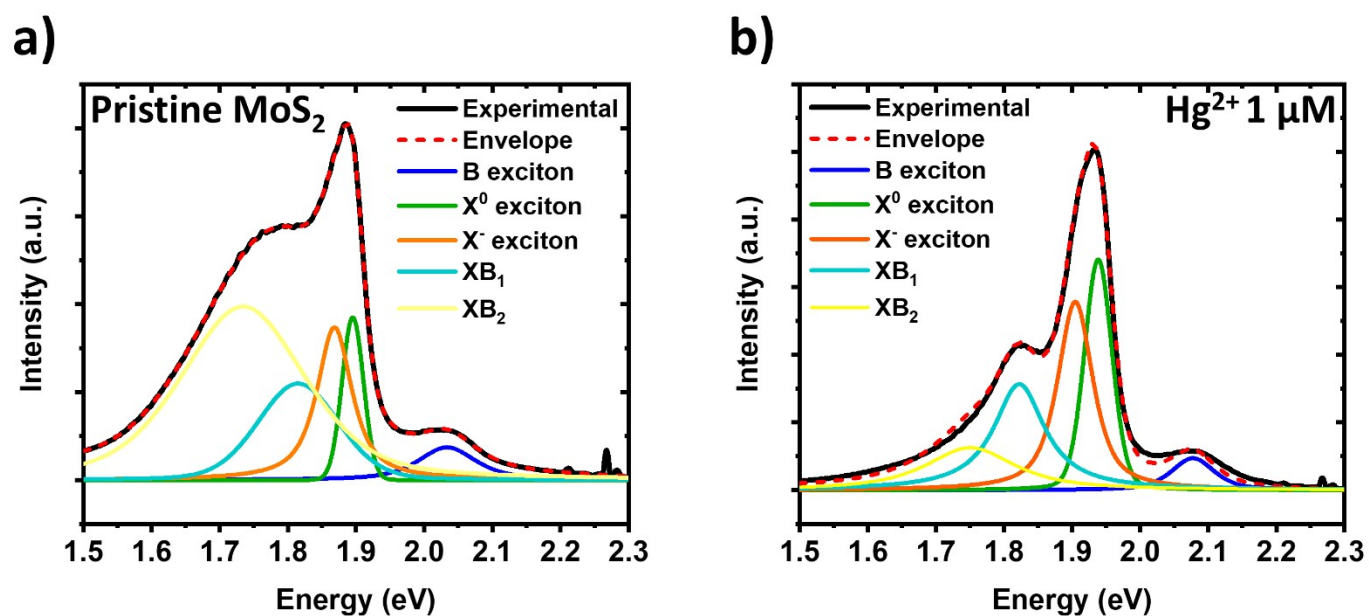 a)
Pristine MoS₂
Experimental
Envelope
B exciton
X⁰ exciton
X⁻ exciton
XB₁
XB₂
Intensity (a.u.)
1.5 1.6 1.7 1.8 1.9 2.0 2.1 2.2 2.3
Energy (eV)
b)
Hg²⁺ 1 μM
Experimental
Envelope
B exciton
X⁰ exciton
X⁻ exciton
XB₁
XB₂
Intensity (a.u.)
1.5 1.6 1.7 1.8 1.9 2.0 2.1 2.2 2.3
Energy (eV)